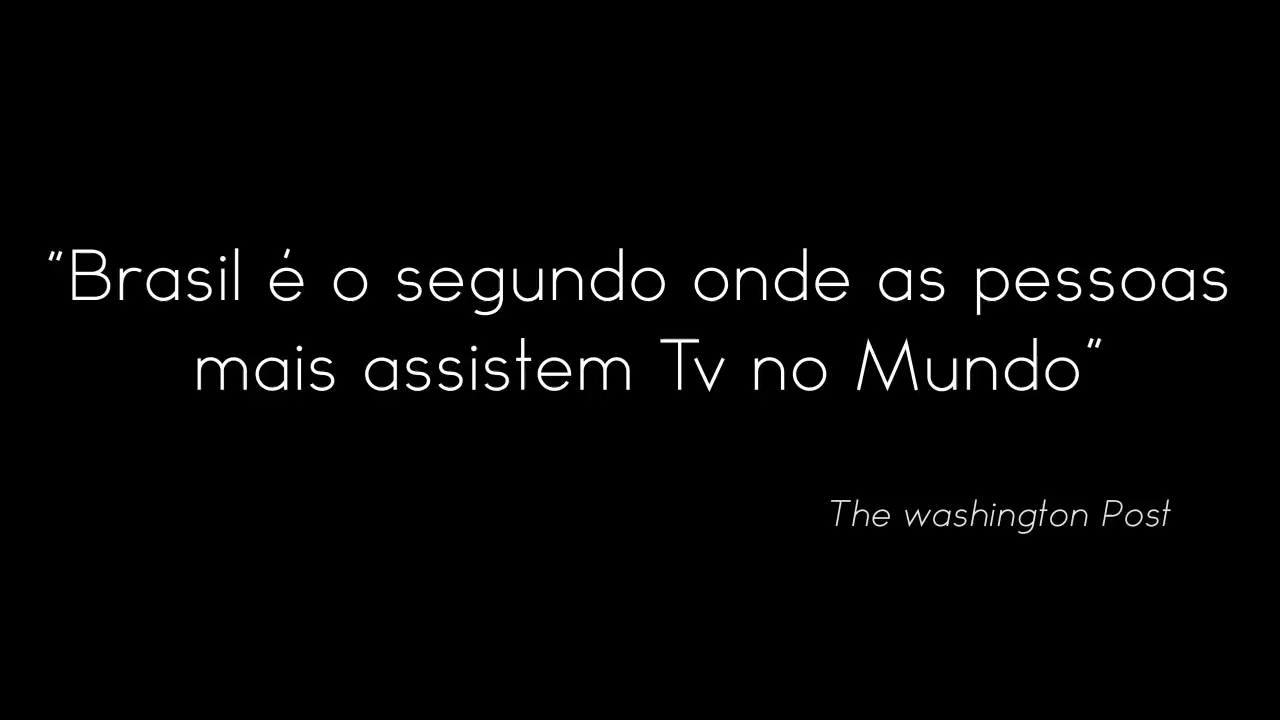 "Brasil é o segundo onde as pessoas
mais assistem Tv no Mundo"
The washington Post